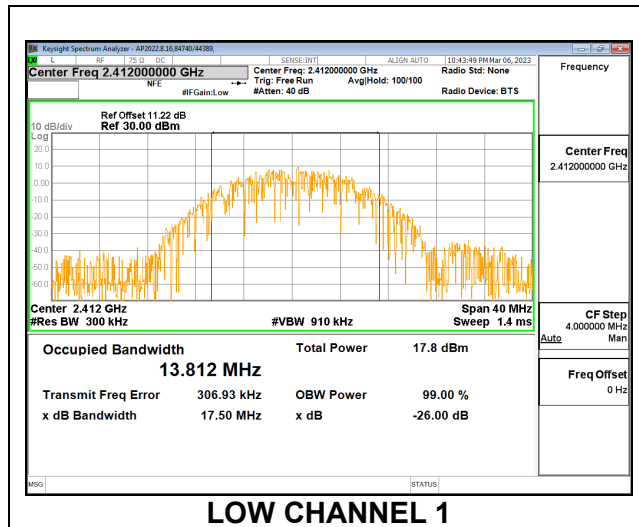 Keysight Spectrum Analyzer - AP2022.8.16,84740/44389,
L RF 75 Ω DC SENSE:INT ALIGN AUTO 10:43:49 PM Mar 06, 2023
Center Freq 2.412000000 GHz Center Freq: 2.412000000 GHz Radio Std: None Frequency
NFE Trig: Free Run Avg|Hold: 100/100
#IFGain:Low #Atten: 40 dB Radio Device: BTS
Ref Offset 11.22 dB
10 dB/div Ref 30.00 dBm
Log
20.0
Center Freq
2.412000000 GHz
10.0
0.00
-10.0
-20.0
-30.0
-40.0
-50.0
-60.0
Center 2.412 GHz Span 40 MHz
#Res BW 300 kHz #VBW 910 kHz Sweep 1.4 ms
CF Step
4.000000 MHz
Auto Man
Occupied Bandwidth Total Power 17.8 dBm
13.812 MHz
Freq Offset
0 Hz
Transmit Freq Error 306.93 kHz OBW Power 99.00 %
x dB Bandwidth 17.50 MHz x dB -26.00 dB
MSG STATUS
LOW CHANNEL 1